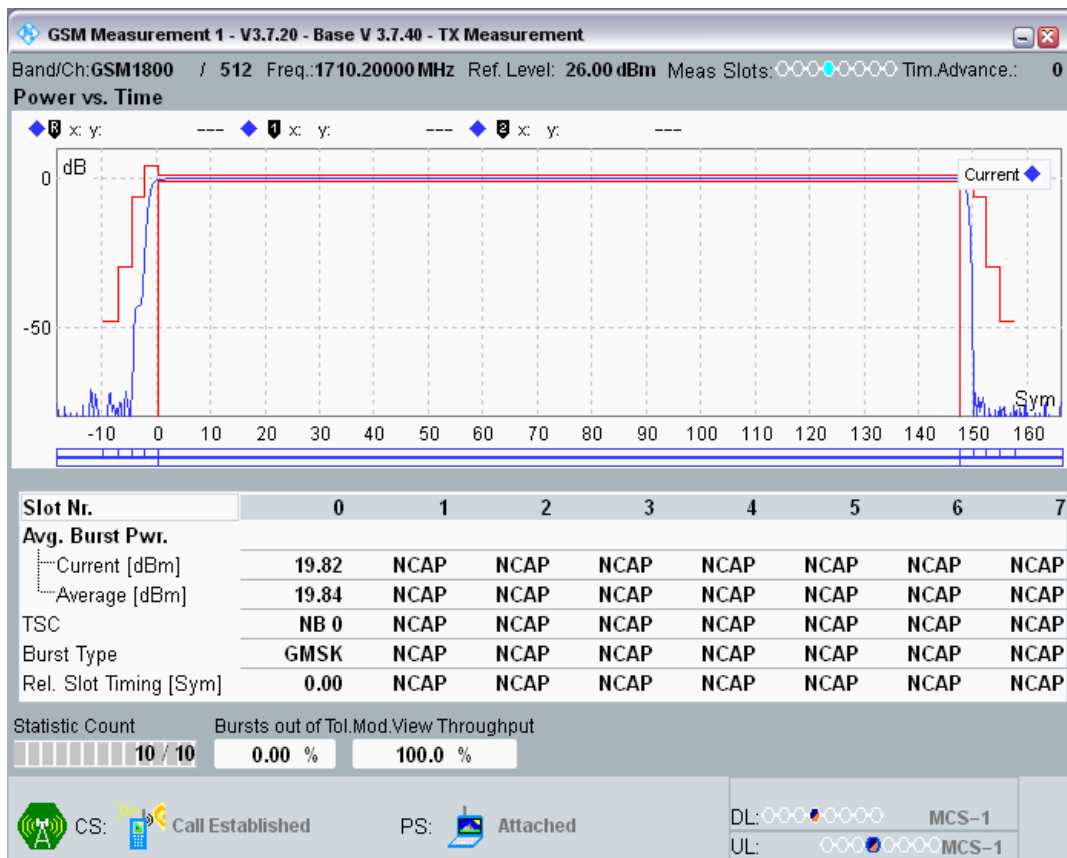 GSM Measurement 1 - V3.7.20 - Base V 3.7.40 - TX Measurement
Band/Ch:GSM1800 / 512 Freq.:1710.20000 MHz Ref. Level: 26.00 dBm Meas Slots: Tim.Advance.: 0
Power vs. Time
R x: y: --- 1 x: y: --- 2 x: y: ---
dB
Current
0
-50
Sym
-10 0 10 20 30 40 50 60 70 80 90 100 110 120 130 140 150 160
Slot Nr. 0 1 2 3 4 5 6 7
Avg. Burst Pwr.
Current [dBm] 19.82 NCAP NCAP NCAP NCAP NCAP NCAP NCAP
Average [dBm] 19.84 NCAP NCAP NCAP NCAP NCAP NCAP NCAP
TSC NB 0 NCAP NCAP NCAP NCAP NCAP NCAP NCAP
Burst Type GMSK NCAP NCAP NCAP NCAP NCAP NCAP NCAP
Rel. Slot Timing [Sym] 0.00 NCAP NCAP NCAP NCAP NCAP NCAP NCAP
Statistic Count Bursts out of Tol.Mod.View Throughput
10 / 10 0.00 % 100.0 %
CS: Call Established PS: Attached DL: MCS-1
UL: MCS-1